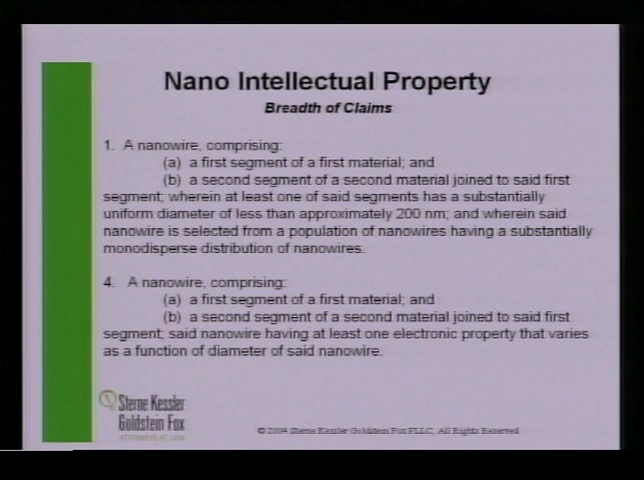 Nano Intellectual Property
Breadth of Claims
1. A nanowire, comprising:
(a) a first segment of a first material; and
(b) a second segment of a second material joined to said first
segment; wherein at least one of said segments has a substantially
uniform diameter of less than approximately 200 nm; and wherein said
nanowire is selected from a population of nanowires having a substantially
monodisperse distribution of nanowires.
4. A nanowire, comprising:
(a) a first segment of a first material; and
(b) a second segment of a second material joined to said first
segment; said nanowire having at least one electronic property that varies
as a function of diameter of said nanowire.
Sterne Kessler
Goldstein Fox
ATTORNEYS AT LAW
© 2004 Sterne Kessler Goldstein Fox PLLC, All Rights Reserved